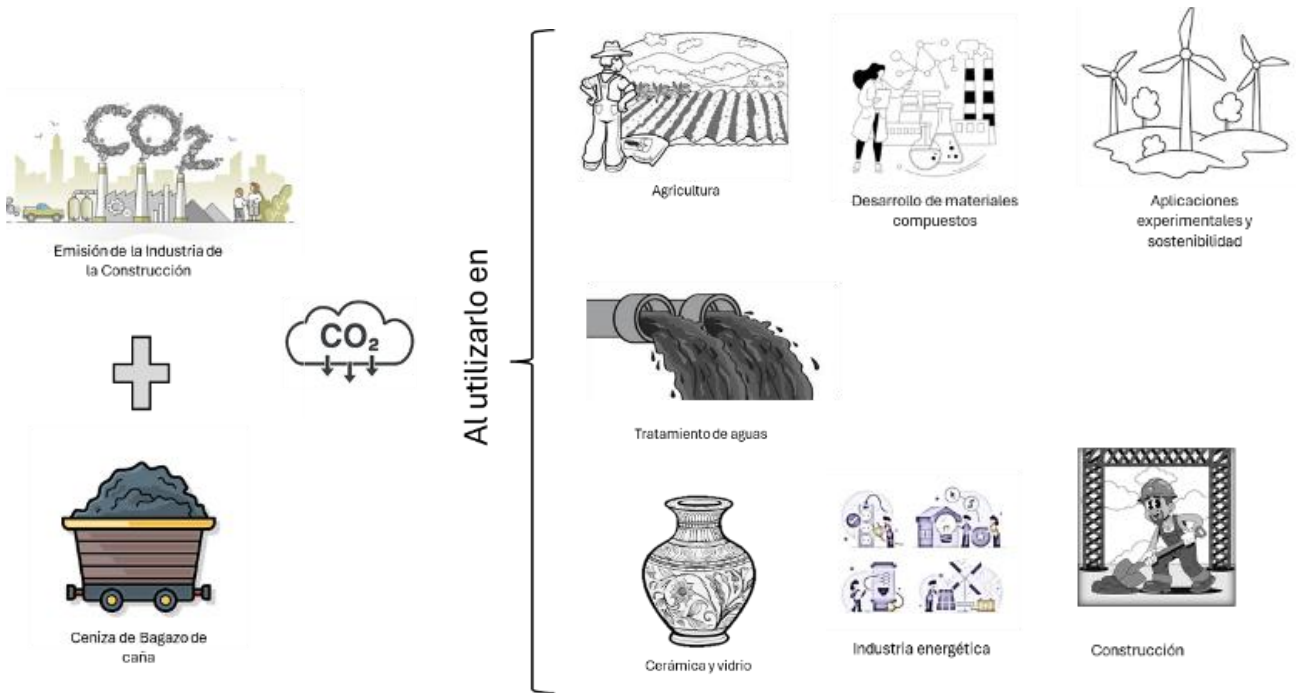 CO2
Emisión de la Industria de
la Construcción
CO2
Ceniza de Bagazo de
caña
Al utilizarlo en
Agricultura
Desarrollo de materiales
compuestos
Aplicaciones
experimentales y
sostenibilidad
Tratamiento de aguas
Cerámica y vidrio
Industria energética
Construcción